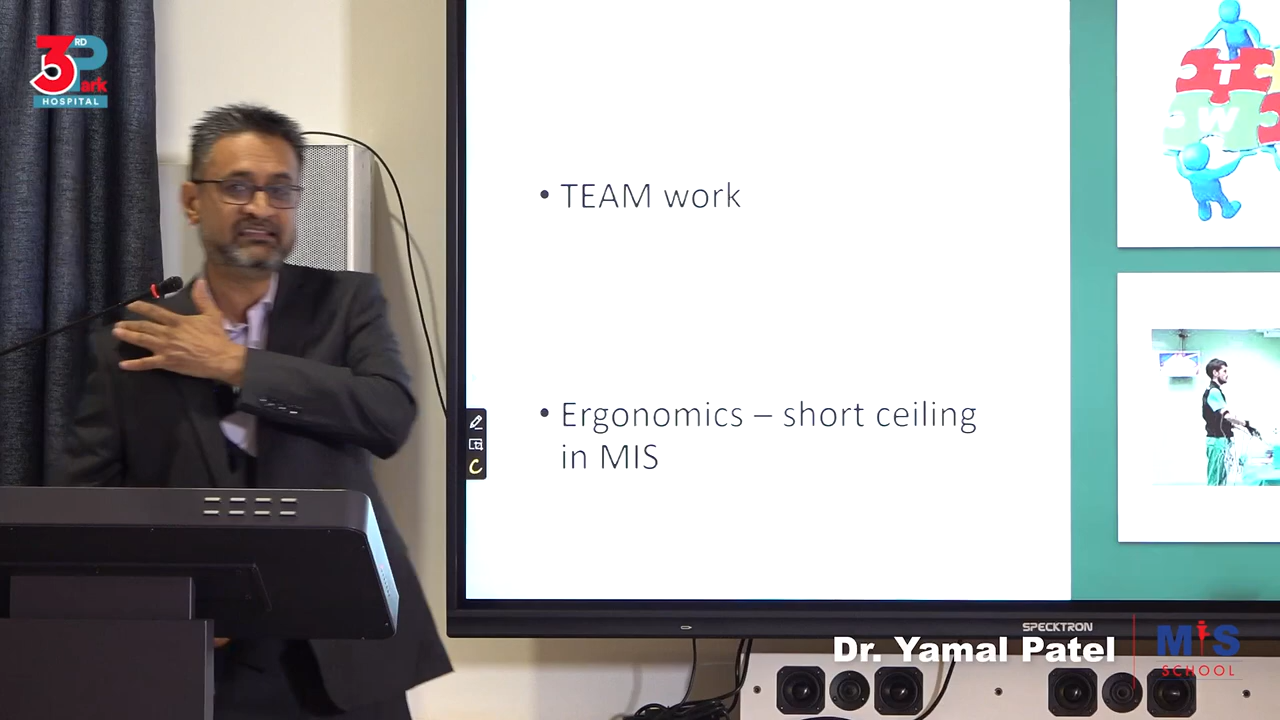 3RD Park
HOSPITAL
T
W
• TEAM work
• Ergonomics – short ceiling
in MIS
SPECKTRON
Dr. Yamal Patel
MIS
SCHOOL